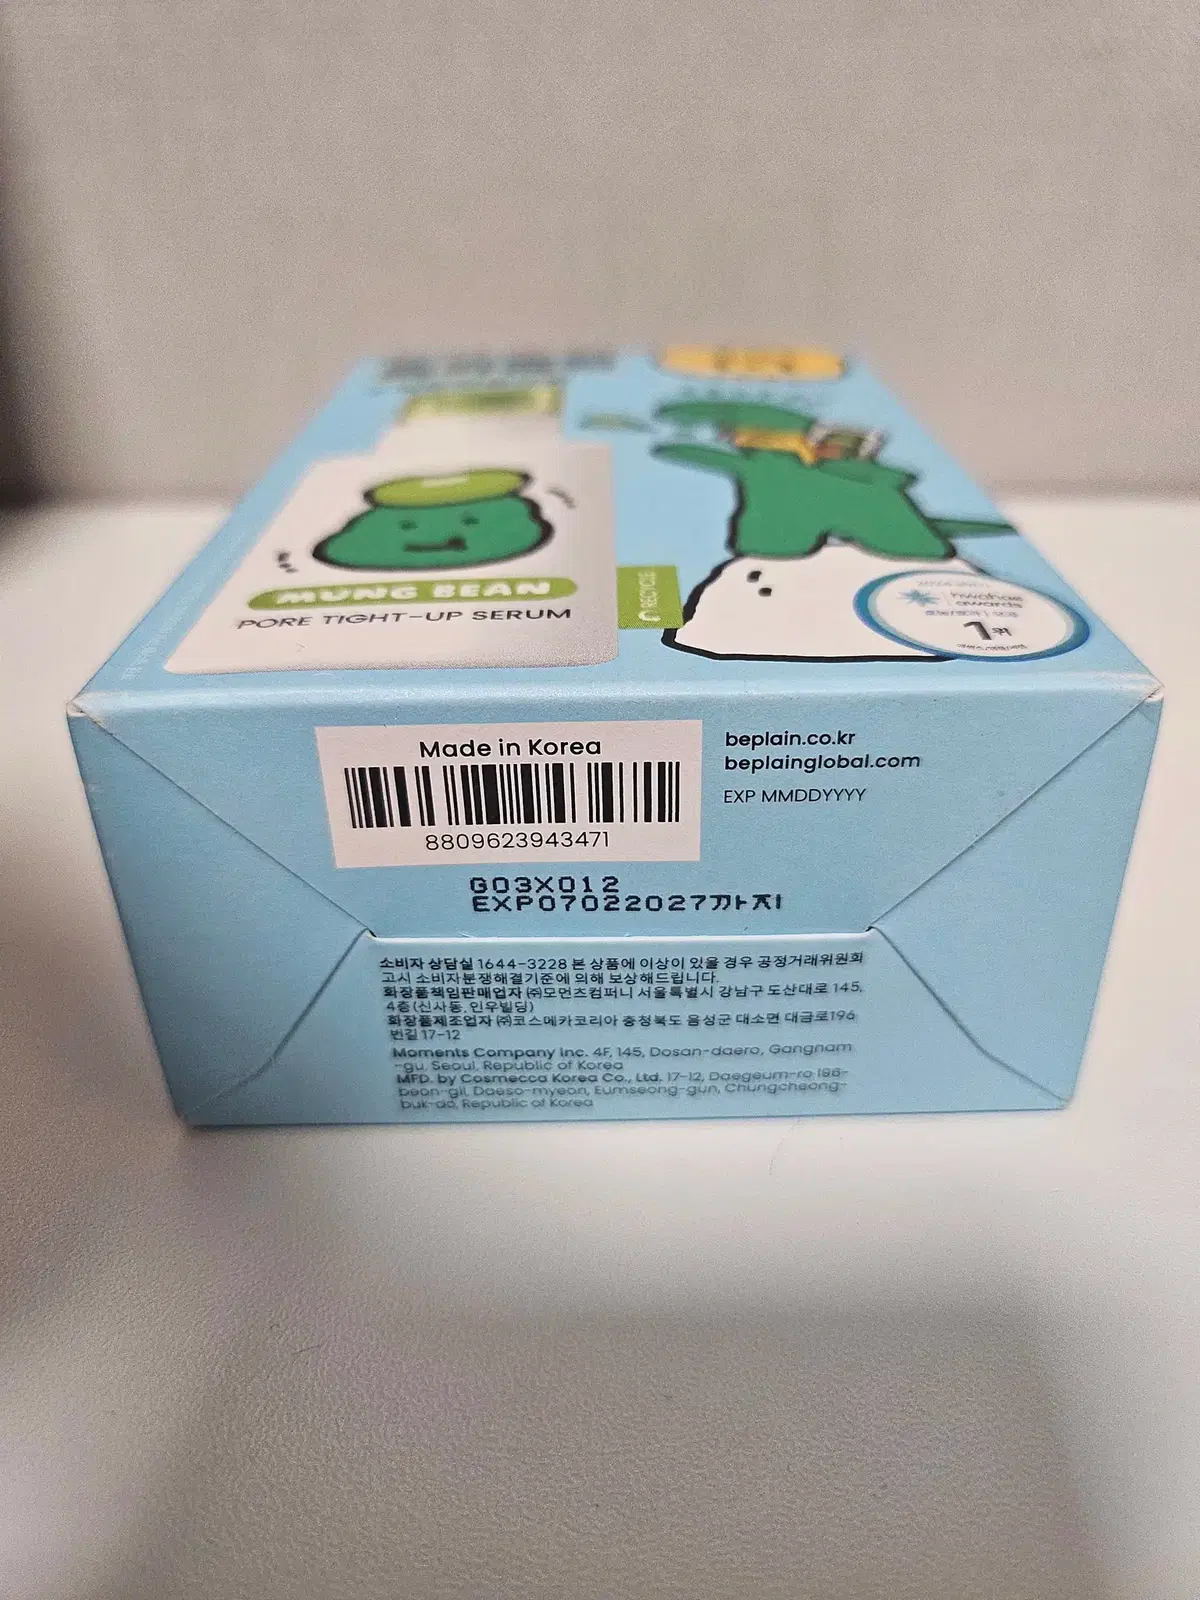 MUNG BEAN
PORE TIGHT-UP SERUM
RECYCLE
hwahae
awards
1위
Made in Korea
8809623943471
beplain.co.kr
beplainglobal.com
EXP MMDDYYYY
G03X012
EXP07022027까지
소비자 상담실 1644-3228 본 상품에 이상이 있을 경우 공정거래위원회
고시 소비자분쟁해결기준에 의해 보상해드립니다.
화장품책임판매업자 ㈜모먼츠컴퍼니 서울특별시 강남구 도산대로 145,
4층(신사동, 인우빌딩)
화장품제조업자 ㈜코스메카코리아 충청북도 음성군 대소면 대금로196
번길 17-12
Moments Company Inc. 4F, 145, Dosan-daero, Gangnam
-gu, Seoul, Republic of Korea
MFD. by Cosmecca Korea Co., Ltd. 17-12, Daegeum-ro 196-
beon-gil, Daeso-myeon, Eumseong-gun, Chungcheong-
buk-do, Republic of Korea